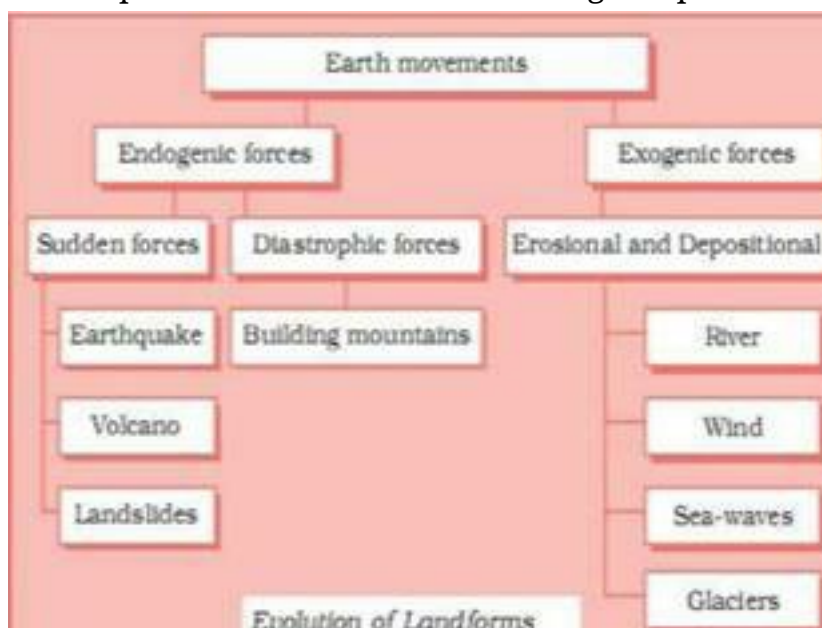 Earth movements
Endogenic forces
Exogenic forces
Sudden forces
Diastrophic forces
Erosional and Depositional
Earthquake
Building mountains
River
Volcano
Wind
Landslides
Sea-waves
Glaciers
Evolution of Landforms